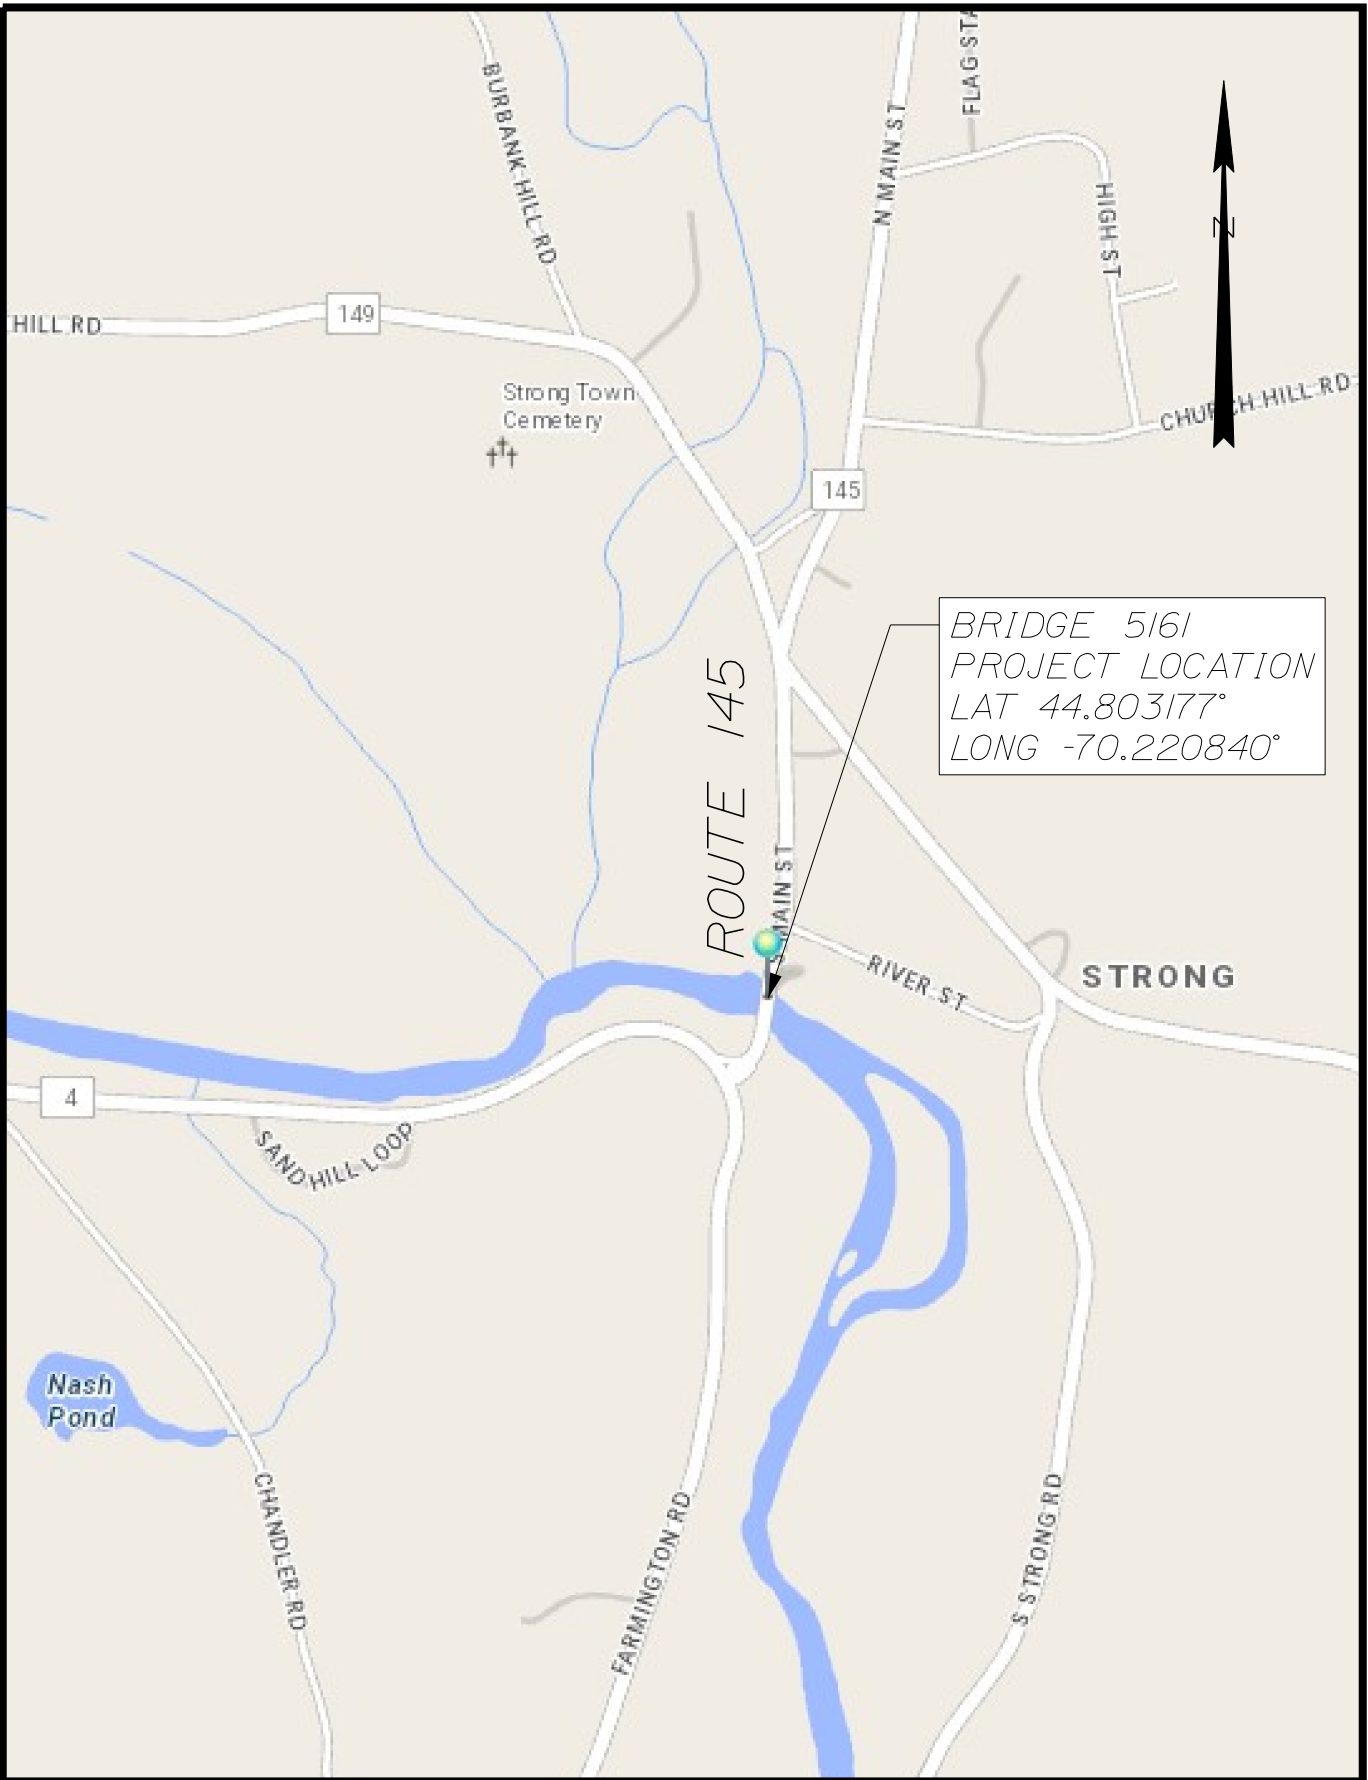 FLAGSTA
BURBANK HILL RD
N MAIN ST
HIGH ST
N
HILL RD
149
Strong Town
Cemetery
CHURCH HILL RD
145
BRIDGE 5161
PROJECT LOCATION
LAT 44.803177°
LONG -70.220840°
ROUTE 145
S MAIN ST
RIVER ST
STRONG
4
SAND HILL LOOP
Nash
Pond
CHANDLER RD
FARMINGTON RD
S STRONG RD